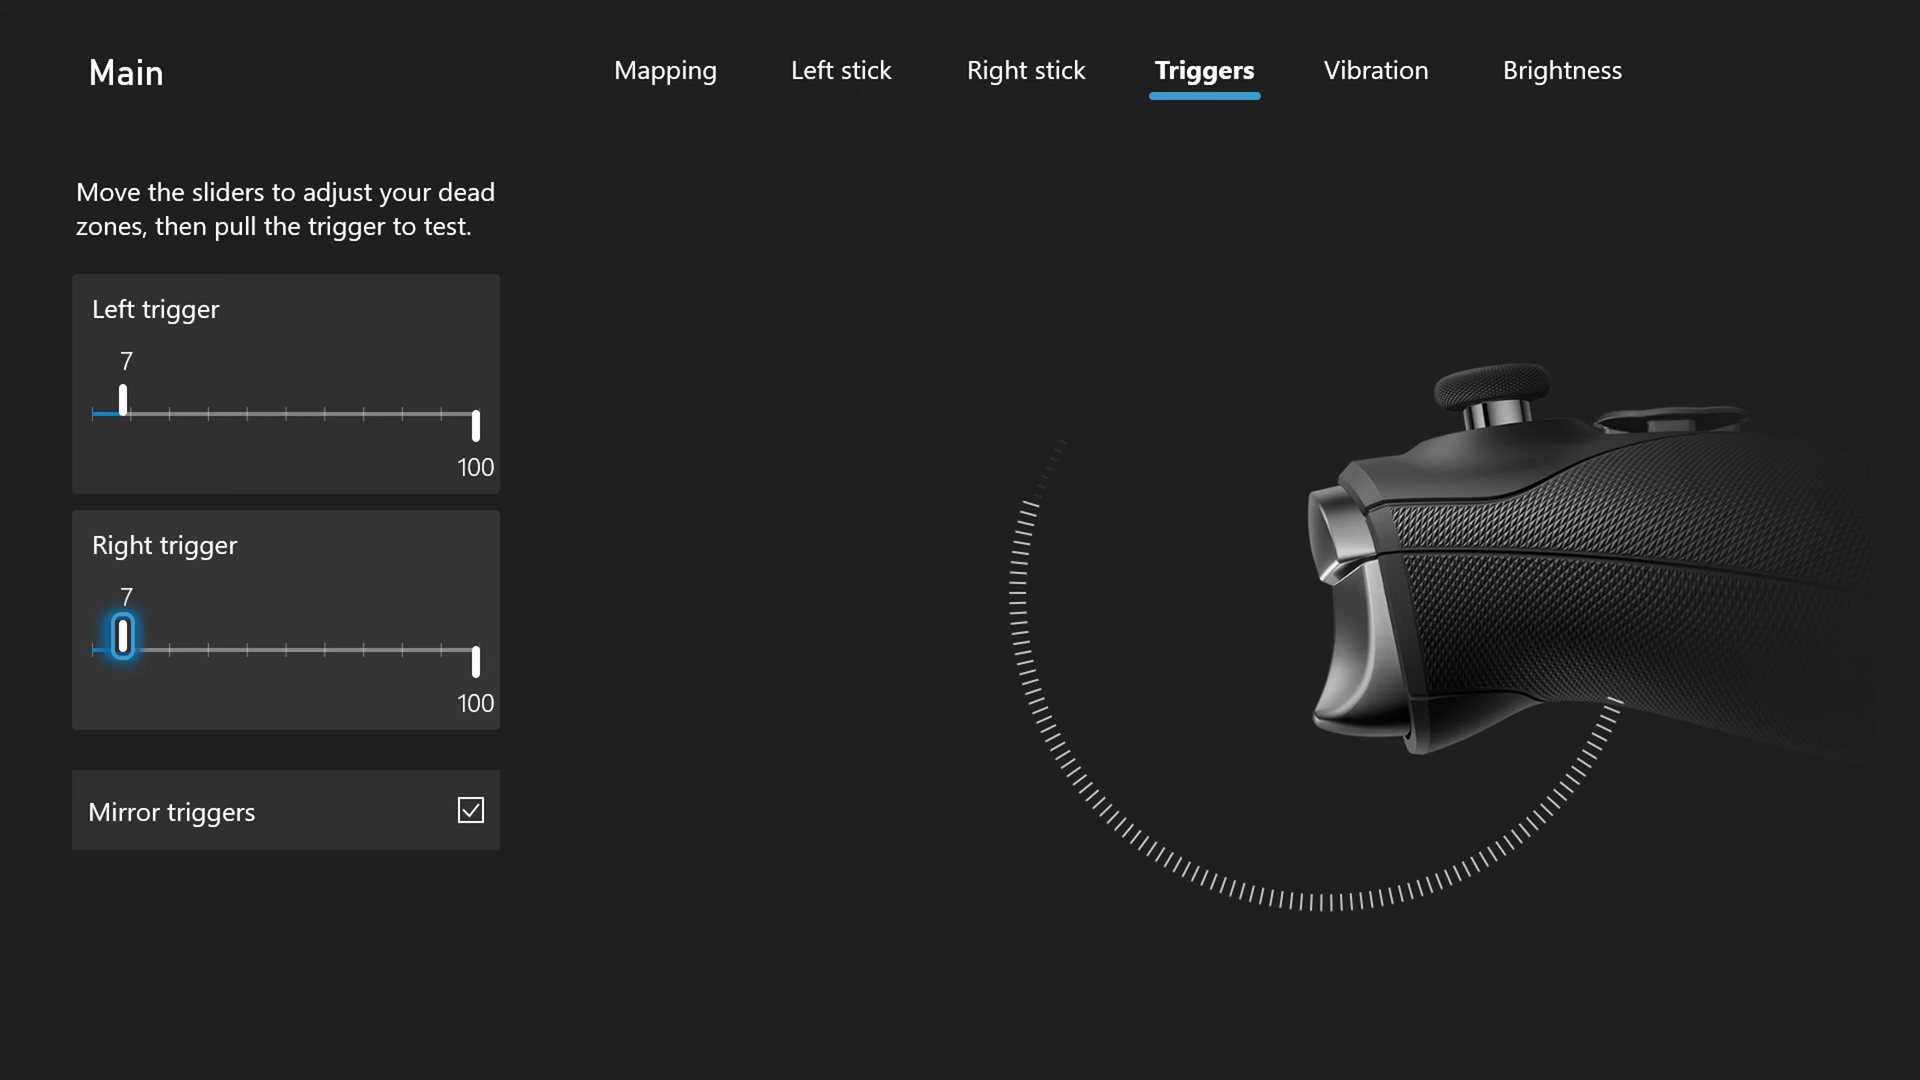 Main
Mapping
Left stick
Right stick
Triggers
Vibration
Brightness
Move the sliders to adjust your dead
zones, then pull the trigger to test.
Left trigger
7
100
Right trigger
7
100
Mirror triggers